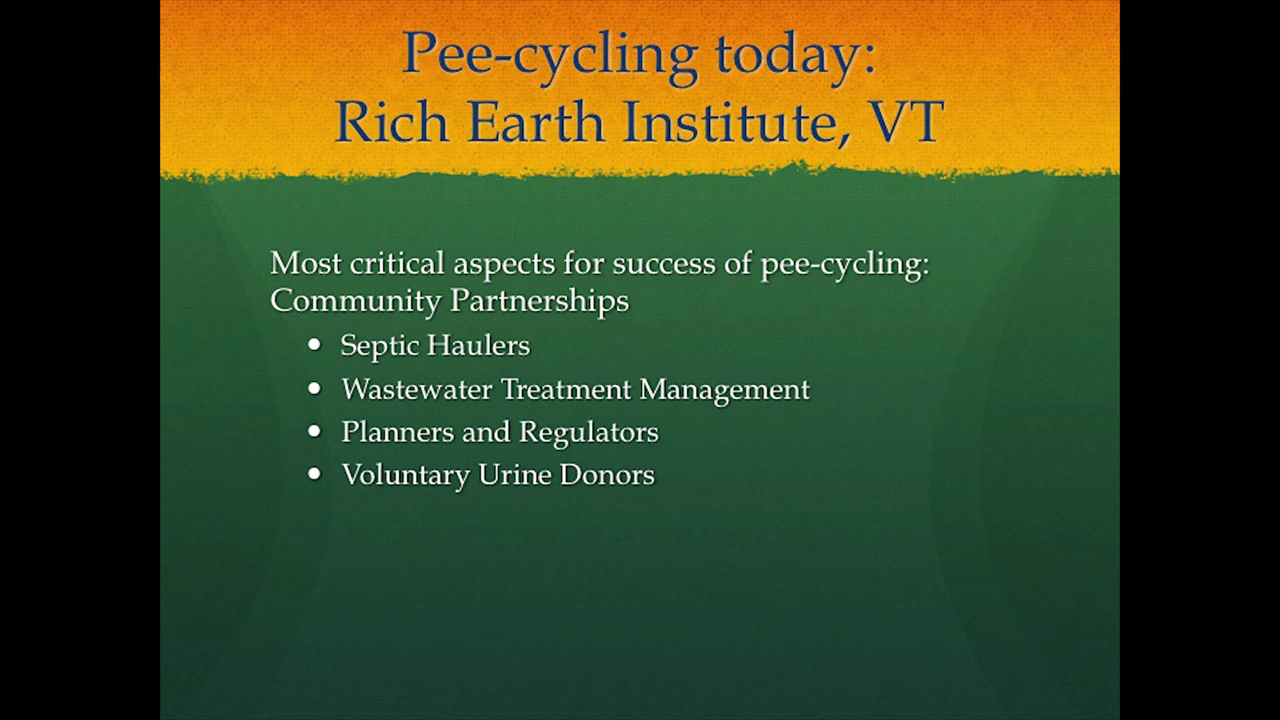 Pee-cycling today:
Rich Earth Institute, VT
Most critical aspects for success of pee-cycling:
Community Partnerships
• Septic Haulers
• Wastewater Treatment Management
• Planners and Regulators
• Voluntary Urine Donors